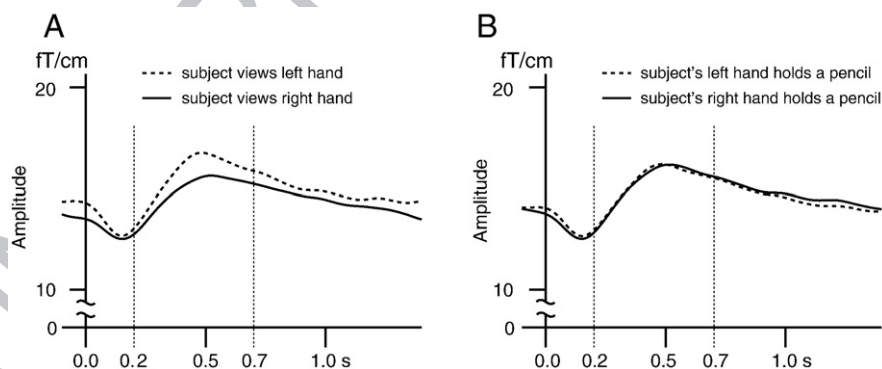 A
fT/cm
subject views left hand
subject views right hand
20
Amplitude
10
0
0.0 0.2 0.5 0.7 1.0 s
B
fT/cm
subject's left hand holds a pencil
subject's right hand holds a pencil
20
Amplitude
10
0
0.0 0.2 0.5 0.7 1.0 s